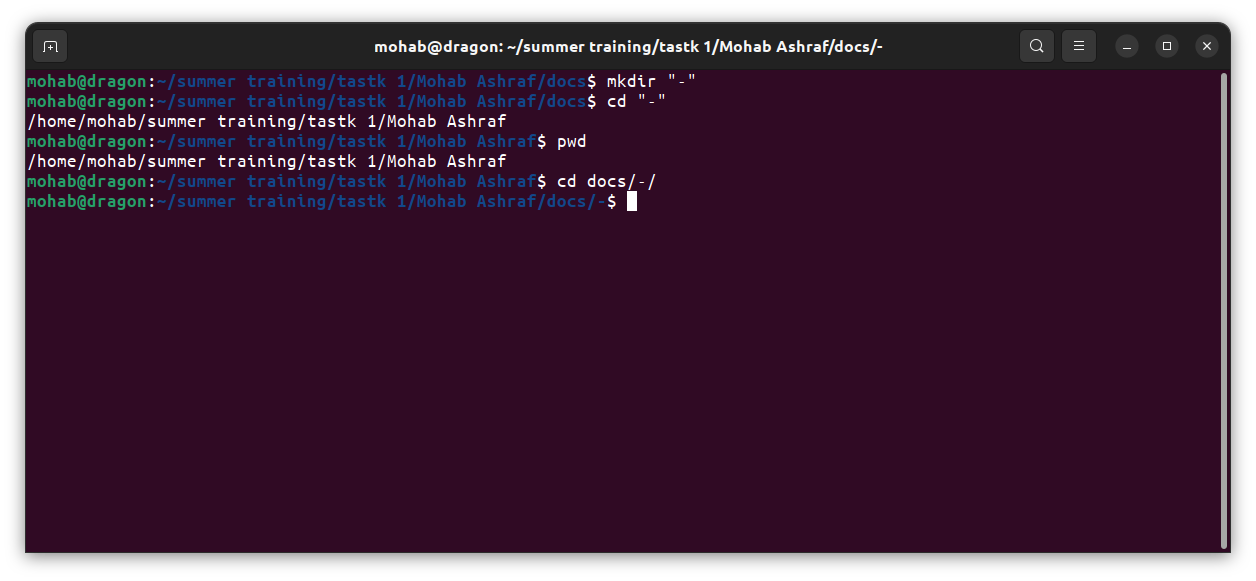 mohab@dragon: ~/summer training/tastk 1/Mohab Ashraf/docs/-
mohab@dragon:~/summer training/tastk 1/Mohab Ashraf/docs$ mkdir "-"
mohab@dragon:~/summer training/tastk 1/Mohab Ashraf/docs$ cd "-"
/home/mohab/summer training/tastk 1/Mohab Ashraf
mohab@dragon:~/summer training/tastk 1/Mohab Ashraf$ pwd
/home/mohab/summer training/tastk 1/Mohab Ashraf
mohab@dragon:~/summer training/tastk 1/Mohab Ashraf$ cd docs/-/
mohab@dragon:~/summer training/tastk 1/Mohab Ashraf/docs/-$